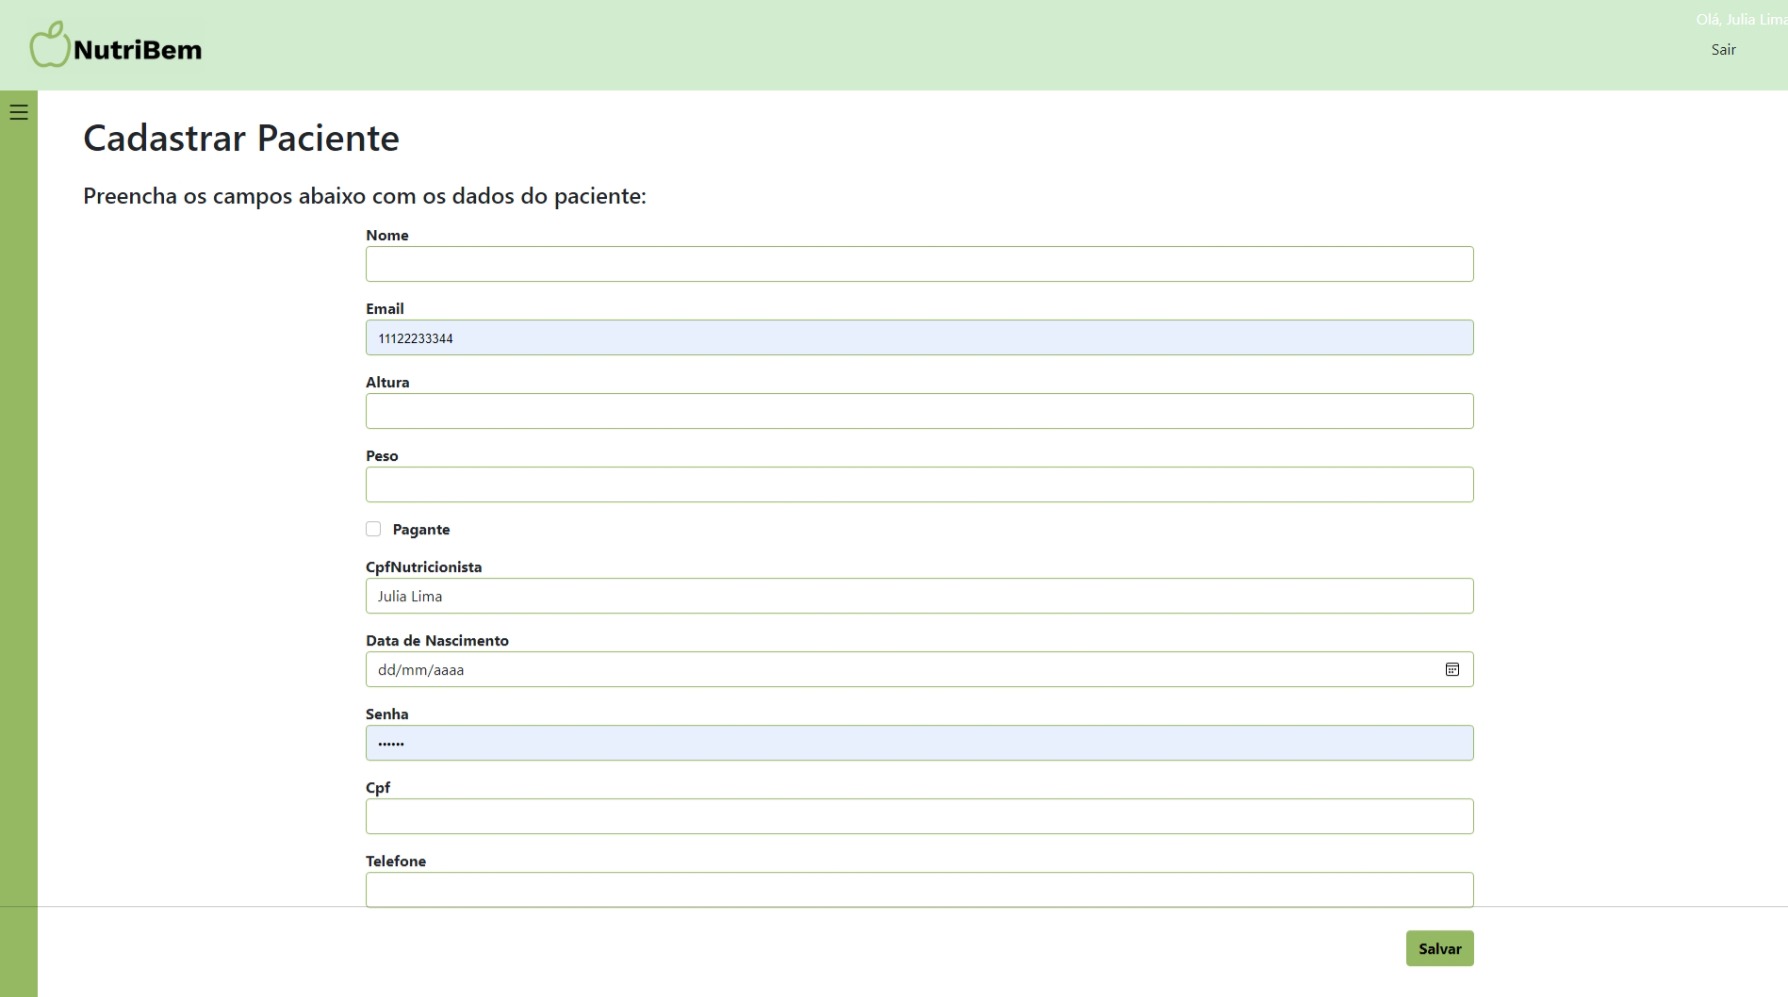 Olá, Julia Lima
NutriBem
Sair
Cadastrar Paciente
Preencha os campos abaixo com os dados do paciente:
Nome
Email
11122233344
Altura
Peso
Pagante
CpfNutricionista
Julia Lima
Data de Nascimento
dd/mm/aaaa
Senha
••••••
Cpf
Telefone
Salvar